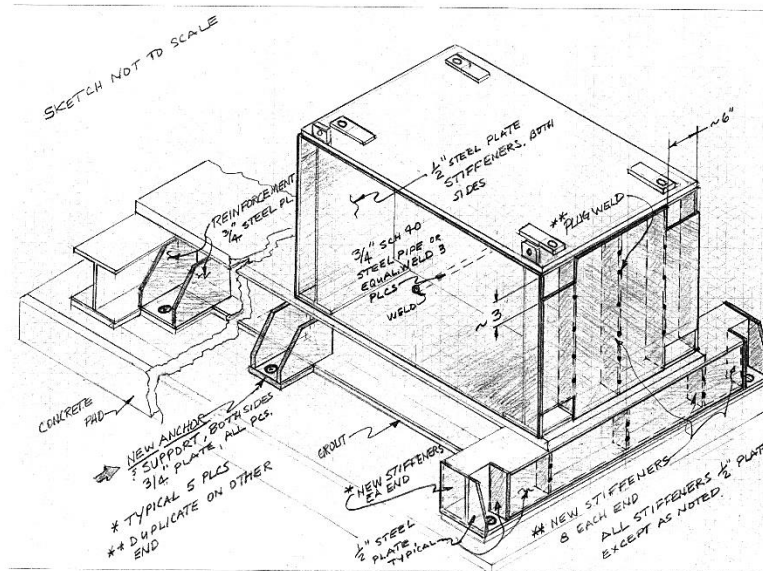 SKETCH NOT TO SCALE
~6"
1/2" STEEL PLATE
STIFFENERS. BOTH
SIDES
REINFORCEMENT
3/4" STEEL PL.
** PLUG WELD
3/4" SCH 40
STEEL PIPE OR
EQUAL. WELD 3
PLCS
WELD
~3
CONCRETE
PAD
NEW ANCHOR
& SUPPORT, BOTH SIDES
3/4" PLATE, ALL PCS.
* TYPICAL 5 PLCS
** DUPLICATE ON OTHER
END
GROUT
* NEW STIFFENERS
EA END
1/2" STEEL
PLATE
TYPICAL
** NEW STIFFENERS
8 EACH END
ALL STIFFENERS 1/2" PLATE
EXCEPT AS NOTED.